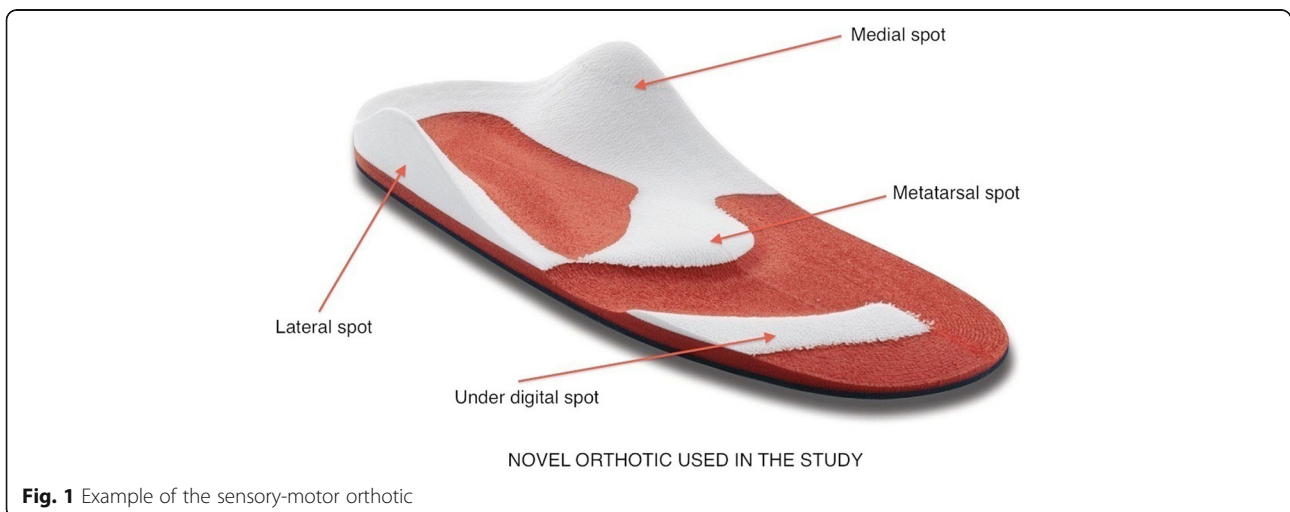 Medial spot
Metatarsal spot
Lateral spot
Under digital spot
NOVEL ORTHOTIC USED IN THE STUDY
Fig. 1 Example of the sensory-motor orthotic